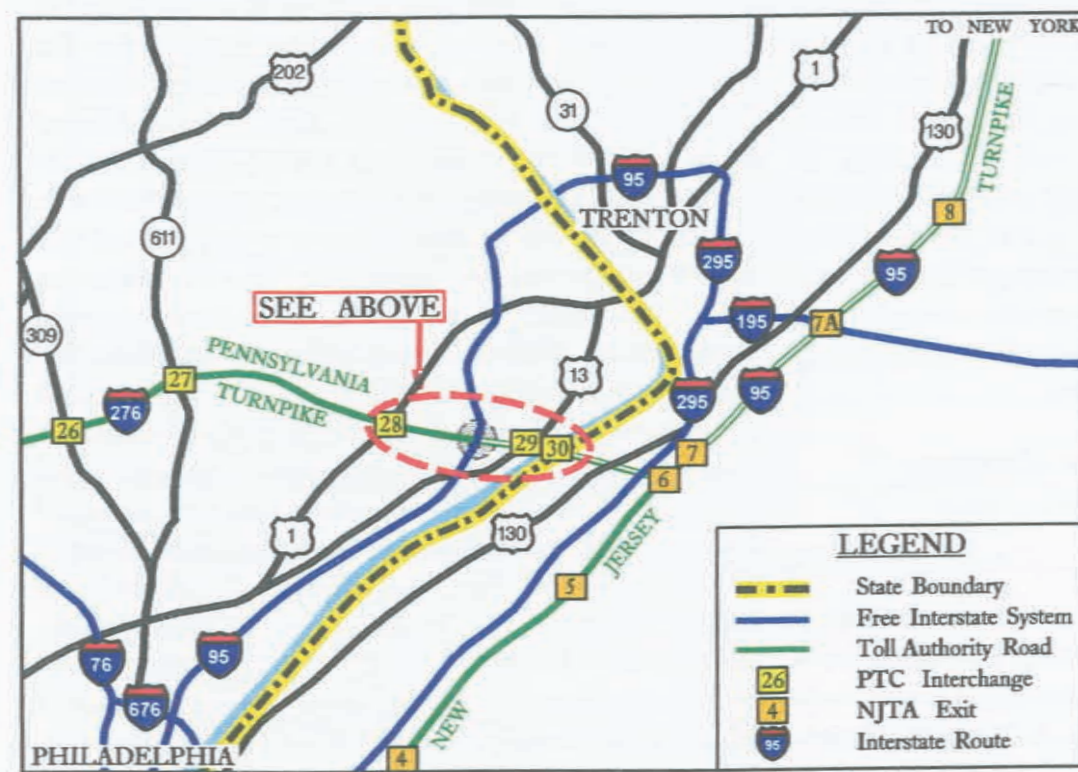 TO NEW YORK
202
1
31
130
TURNPIKE
95
TRENTON
8
611
295
95
SEE ABOVE
195
7A
309
PENNSYLVANIA
TURNPIKE
13
27
276
26
28
295
95
29
30
7
6
1
130
JERSEY
5
NEW
4
76
95
676
PHILADELPHIA
LEGEND
State Boundary
Free Interstate System
Toll Authority Road
26 PTC Interchange
4 NJTA Exit
95 Interstate Route